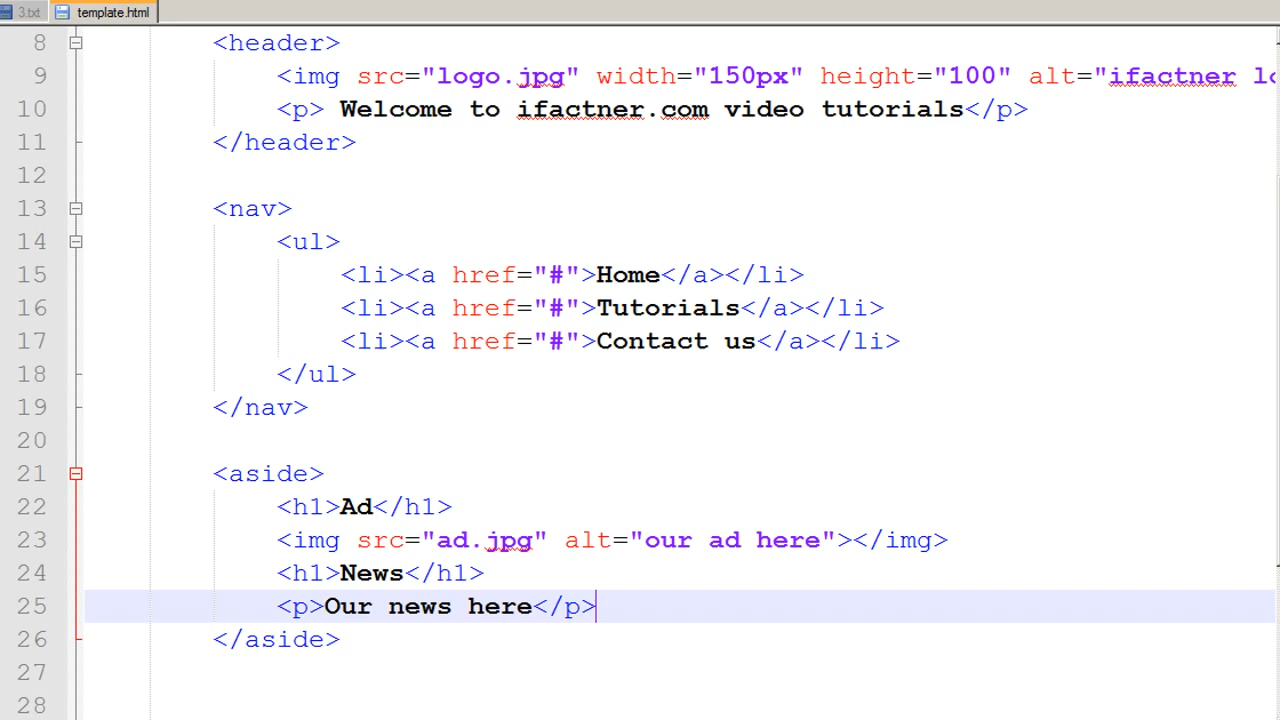 3.txt template.html
8 <header>
9 <img src="logo.jpg" width="150px" height="100" alt="ifactner
10 <p> Welcome to ifactner.com video tutorials</p>
11 </header>
12
13 <nav>
14 <ul>
15 <li><a href="#">Home</a></li>
16 <li><a href="#">Tutorials</a></li>
17 <li><a href="#">Contact us</a></li>
18 </ul>
19 </nav>
20
21 <aside>
22 <h1>Ad</h1>
23 <img src="ad.jpg" alt="our ad here"></img>
24 <h1>News</h1>
25 <p>Our news here</p>
26 </aside>
27
28